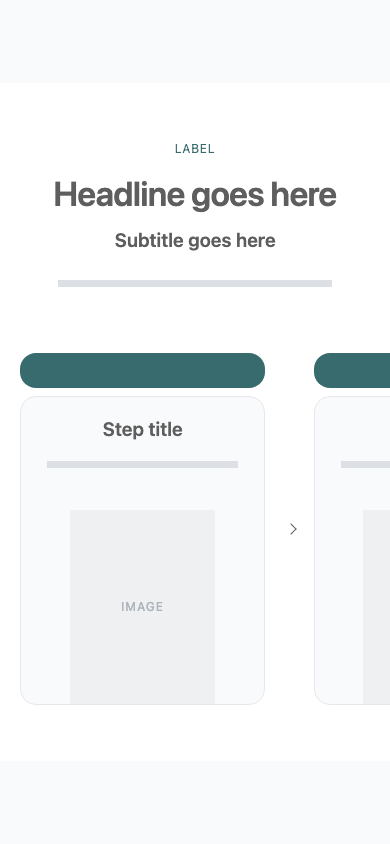 LABEL
Headline goes here
Subtitle goes here
Step title
IMAGE